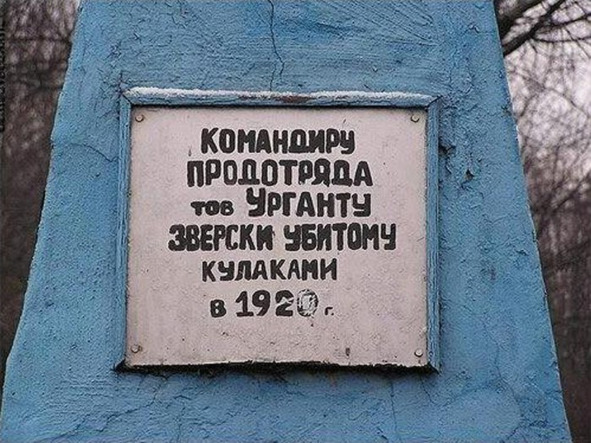 КОМАНДИРУ
ПРОДОТРЯДА
тов УРГАНТУ
ЗВЕРСКИ УБИТОМУ
КУЛАКАМИ
в 1920 г.